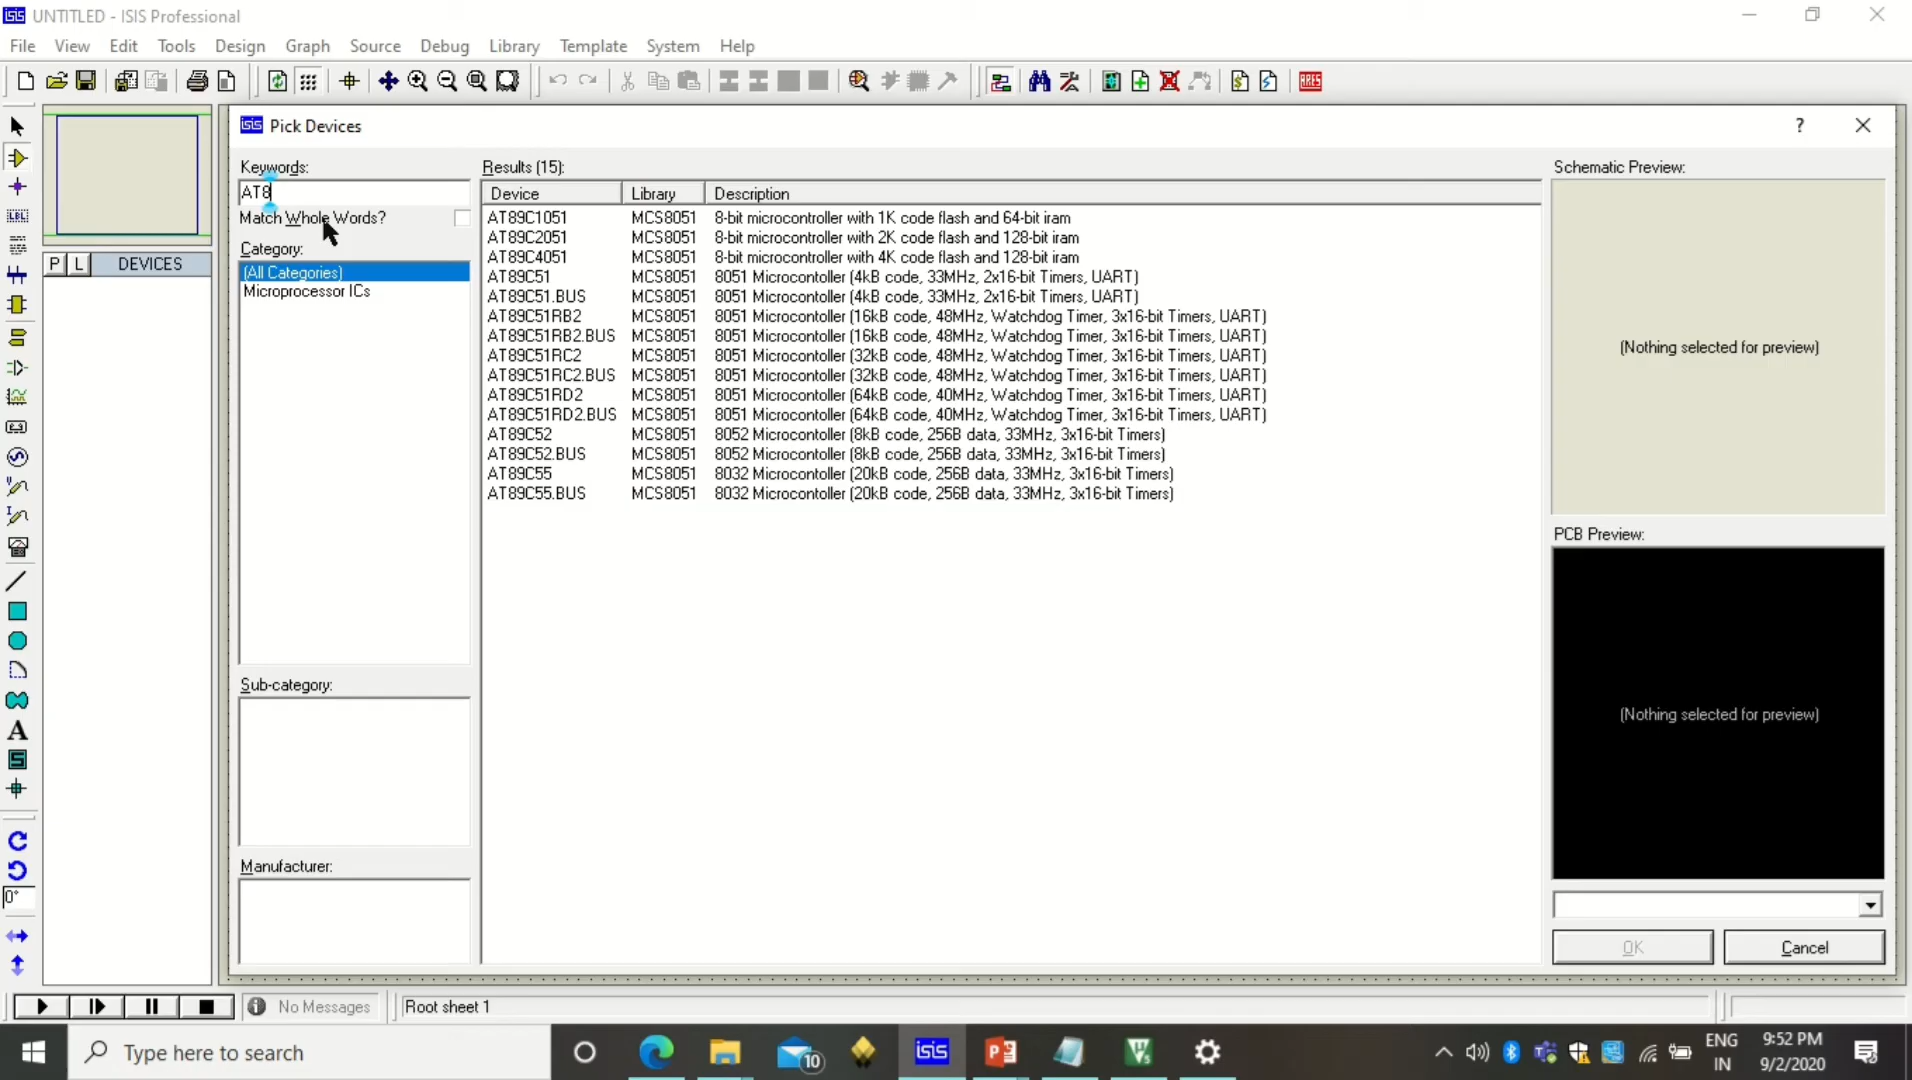 isis UNTITLED - ISIS Professional
File View Edit Tools Design Graph Source Debug Library Template System Help
ARES
isis Pick Devices
Keywords:
AT8
Match Whole Words?
Category:
(All Categories)
Microprocessor ICs
Sub-category:
Manufacturer:
Results (15):
Device Library Description
AT89C1051 MCS8051 8-bit microcontroller with 1K code flash and 64-bit iram
AT89C2051 MCS8051 8-bit microcontroller with 2K code flash and 128-bit iram
AT89C4051 MCS8051 8-bit microcontroller with 4K code flash and 128-bit iram
AT89C51 MCS8051 8051 Microcontoller (4kB code, 33MHz, 2x16-bit Timers, UART)
AT89C51.BUS MCS8051 8051 Microcontoller (4kB code, 33MHz, 2x16-bit Timers, UART)
AT89C51RB2 MCS8051 8051 Microcontoller (16kB code, 48MHz, Watchdog Timer, 3x16-bit Timers, UART)
AT89C51RB2.BUS MCS8051 8051 Microcontoller (16kB code, 48MHz, Watchdog Timer, 3x16-bit Timers, UART)
AT89C51RC2 MCS8051 8051 Microcontoller (32kB code, 48MHz, Watchdog Timer, 3x16-bit Timers, UART)
AT89C51RC2.BUS MCS8051 8051 Microcontoller (32kB code, 48MHz, Watchdog Timer, 3x16-bit Timers, UART)
AT89C51RD2 MCS8051 8051 Microcontoller (64kB code, 40MHz, Watchdog Timer, 3x16-bit Timers, UART)
AT89C51RD2.BUS MCS8051 8051 Microcontoller (64kB code, 40MHz, Watchdog Timer, 3x16-bit Timers, UART)
AT89C52 MCS8051 8052 Microcontoller (8kB code, 256B data, 33MHz, 3x16-bit Timers)
AT89C52.BUS MCS8051 8052 Microcontoller (8kB code, 256B data, 33MHz, 3x16-bit Timers)
AT89C55 MCS8051 8032 Microcontoller (20kB code, 256B data, 33MHz, 3x16-bit Timers)
AT89C55.BUS MCS8051 8032 Microcontoller (20kB code, 256B data, 33MHz, 3x16-bit Timers)
Schematic Preview:
(Nothing selected for preview)
PCB Preview:
(Nothing selected for preview)
OK Cancel
P L DEVICES
LBL
A
S
0°
No Messages Root sheet 1
Type here to search
10
isis
ENG
IN
9:52 PM
9/2/2020